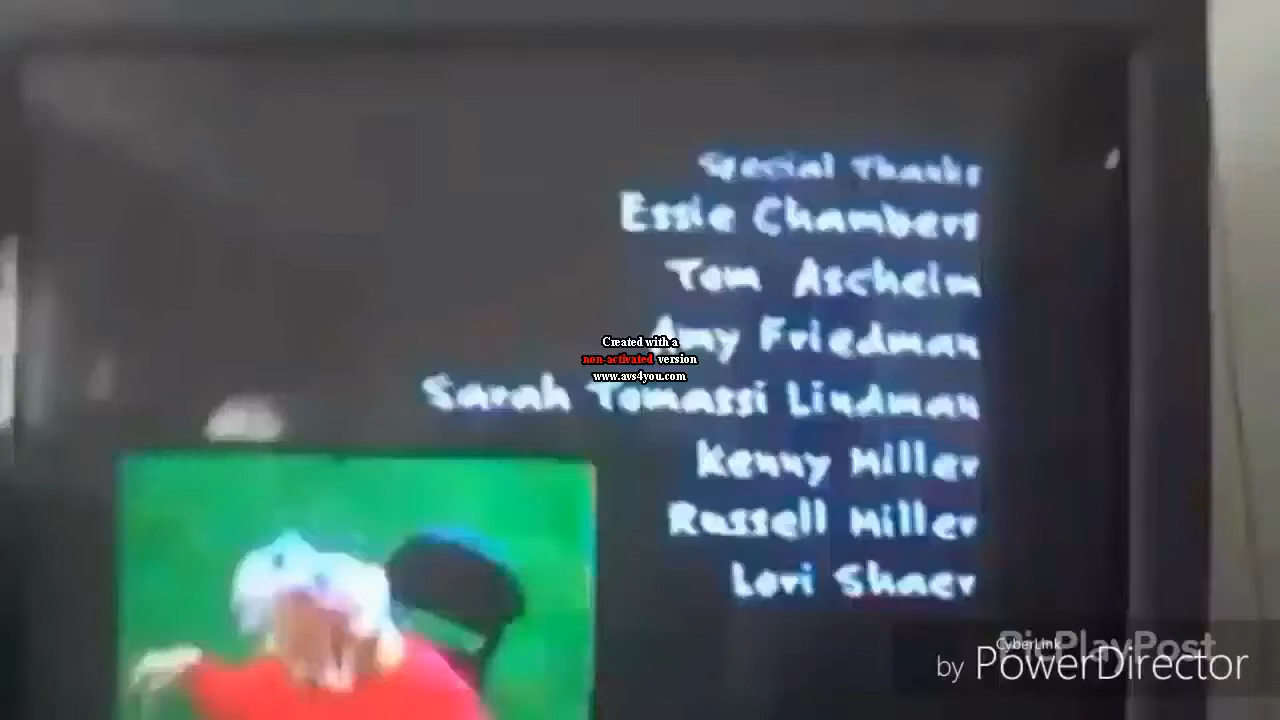 Special Thanks
Essie Chambers
Tom Ascheim
Amy Friedman
Sarah Tomassi Lindman
Kenny Miller
Russell Miller
Lori Shaer
Created with a
non-activated version
www.avs4you.com
PicPlayPost
CyberLink
by PowerDirector